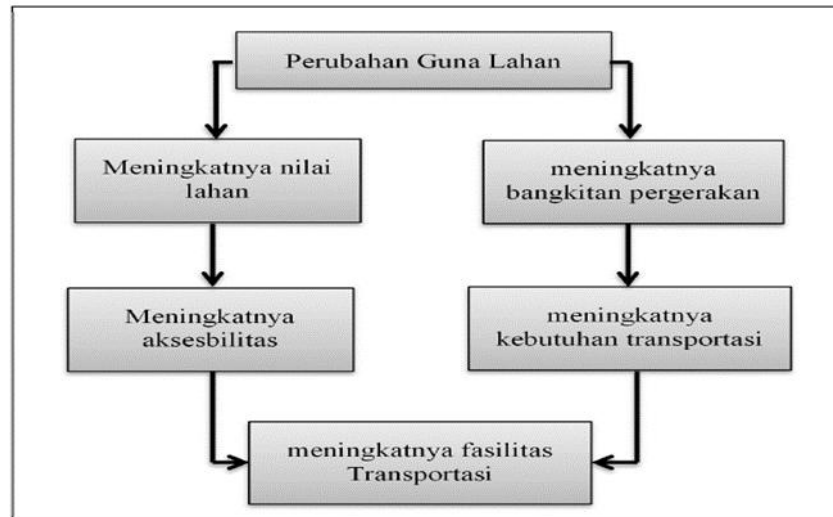 Perubahan Guna Lahan
Meningkatnya nilai
lahan
meningkatnya
bangkitan pergerakan
Meningkatnya
aksesbilitas
meningkatnya
kebutuhan transportasi
meningkatnya fasilitas
Transportasi